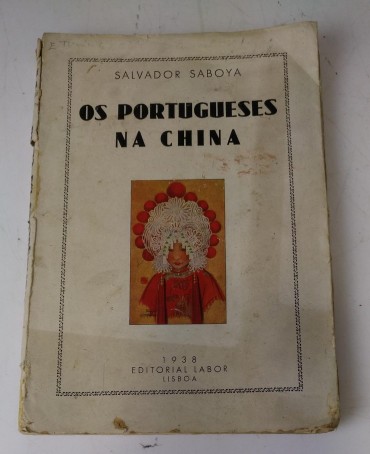 SALVADOR SABOYA
OS PORTUGUESES
NA CHINA
1938
EDITORIAL LABOR
LISBOA